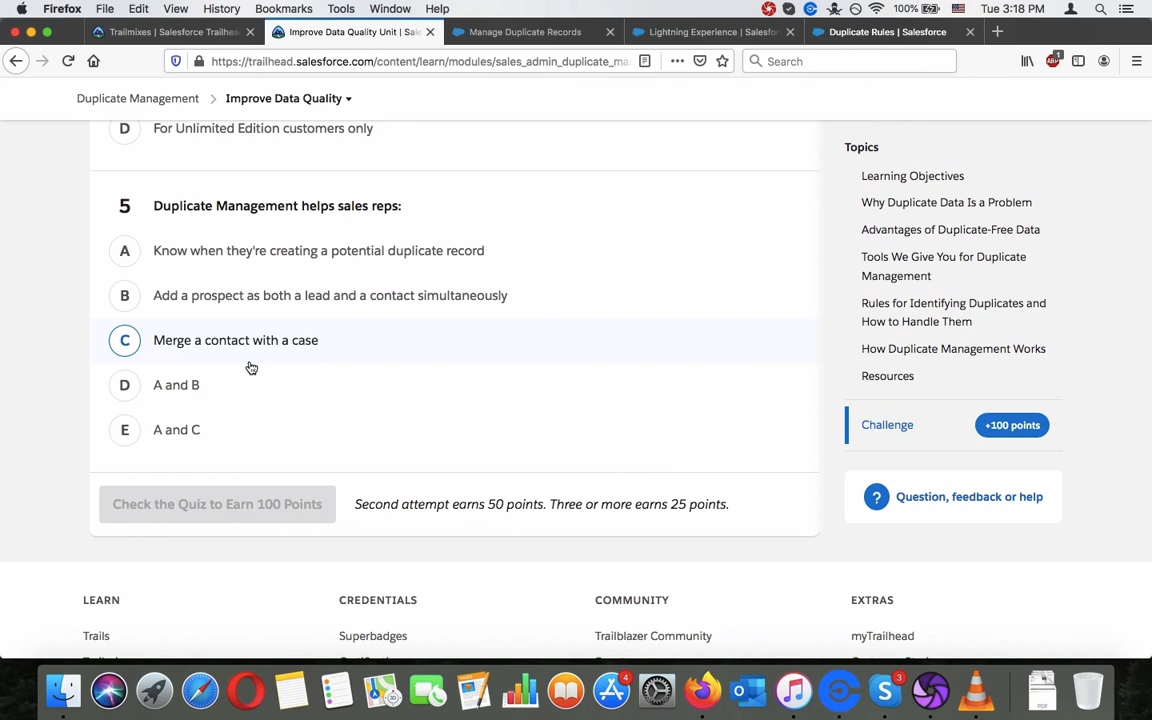 Firefox File Edit View History Bookmarks Tools Window Help 100% Tue 3:18 PM
Trailmixes | Salesforce Trailhea Improve Data Quality Unit | Sale Manage Duplicate Records Lightning Experience | Salesfor Duplicate Rules | Salesforce
https://trailhead.salesforce.com/content/learn/modules/sales_admin_duplicate_ma Search
Duplicate Management > Improve Data Quality
D For Unlimited Edition customers only
5 Duplicate Management helps sales reps:
A Know when they're creating a potential duplicate record
B Add a prospect as both a lead and a contact simultaneously
C Merge a contact with a case
D A and B
E A and C
Check the Quiz to Earn 100 Points Second attempt earns 50 points. Three or more earns 25 points.
Topics
Learning Objectives
Why Duplicate Data Is a Problem
Advantages of Duplicate-Free Data
Tools We Give You for Duplicate
Management
Rules for Identifying Duplicates and
How to Handle Them
How Duplicate Management Works
Resources
Challenge +100 points
? Question, feedback or help
LEARN CREDENTIALS COMMUNITY EXTRAS
Trails Superbadges Trailblazer Community myTrailhead
4 3
PDF